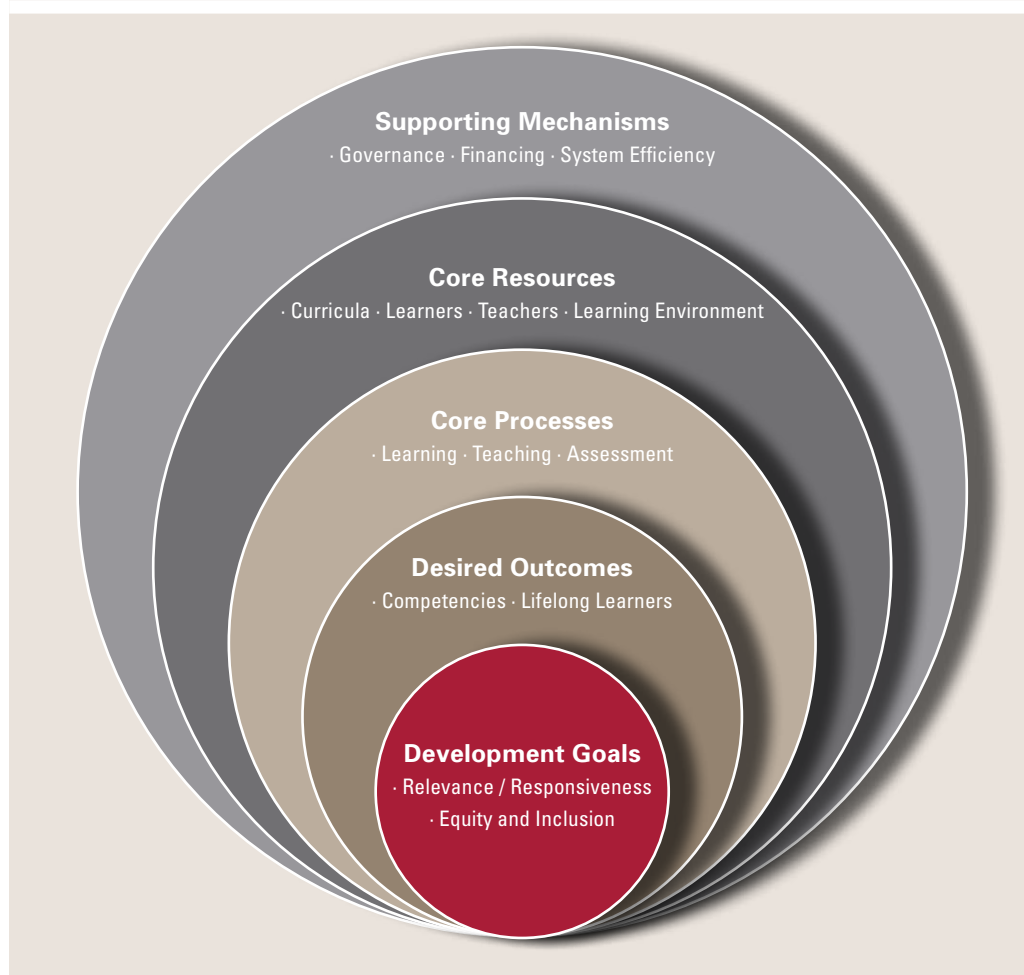 Supporting Mechanisms
· Governance · Financing · System Efficiency
Core Resources
· Curricula · Learners · Teachers · Learning Environment
Core Processes
· Learning · Teaching · Assessment
Desired Outcomes
· Competencies · Lifelong Learners
Development Goals
· Relevance / Responsiveness
· Equity and Inclusion